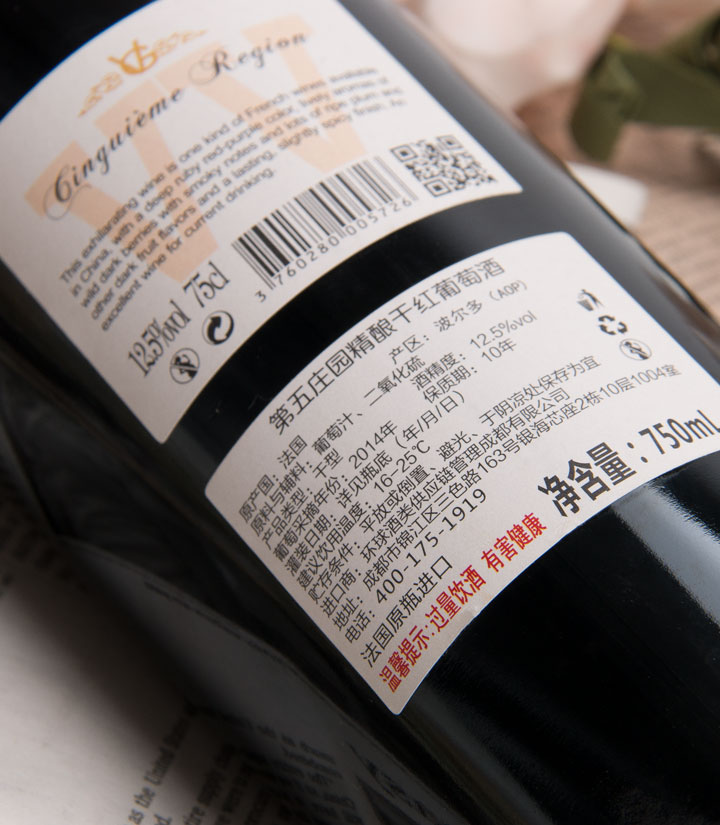 VG
Cinquième Region
This exhilarating wine is one kind of French wines available
in China, with a deep ruby red-purple color, lively aromas of
wild dark berries with smoky notes and lots of ripe plum and
other dark fruit flavors and a lasting, slightly spicy finish. An
excellent wine for current drinking.
12.5%vol 75cl
3 760280 005726
第五庄园精酿干红葡萄酒
原产国：法国 产区：波尔多（AOP）
原料与辅料：葡萄汁、二氧化硫
产品类型：干型 酒精度：12.5%vol
葡萄采摘年份：2014年 保质期：10年
灌装日期：详见瓶底（年/月/日）
建议饮用温度：16-25℃
贮存条件：平放或倒置、避光、于阴凉处保存为宜
进口商：环球酒类供应链管理成都有限公司
地址：成都市锦江区三色路163号银海芯座2栋10层1004室
电话：400-175-1919
法国原瓶进口
净含量：750mL
温馨提示：过量饮酒 有害健康
as the United States of